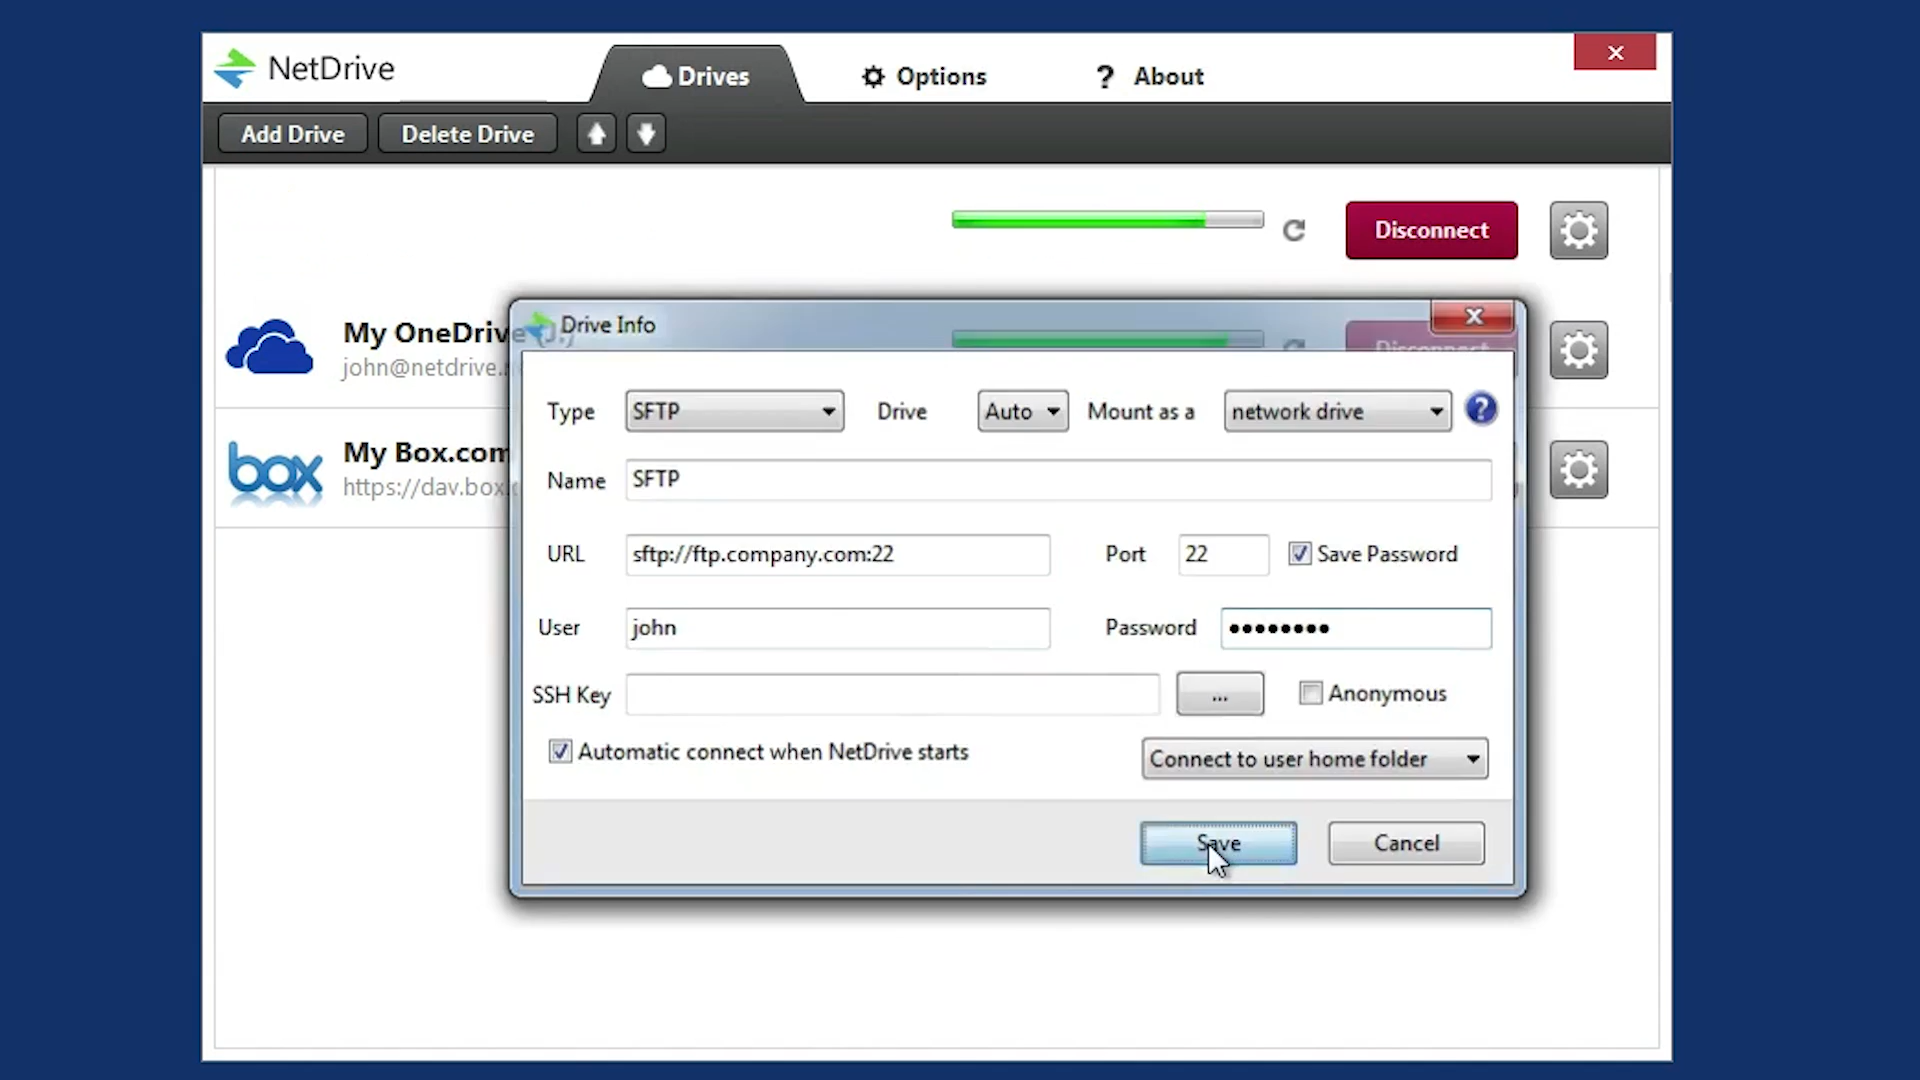 NetDrive
Drives
Options
? About
Add Drive
Delete Drive
Disconnect
My OneDrive (J:)
john@netdrive.
My Box.com
https://dav.box.
box
Drive Info
Disconnect
Type SFTP Drive Auto Mount as a network drive ?
Name SFTP
URL sftp://ftp.company.com:22 Port 22 Save Password
User john Password ••••••••
SSH Key ... Anonymous
Automatic connect when NetDrive starts Connect to user home folder
Save Cancel